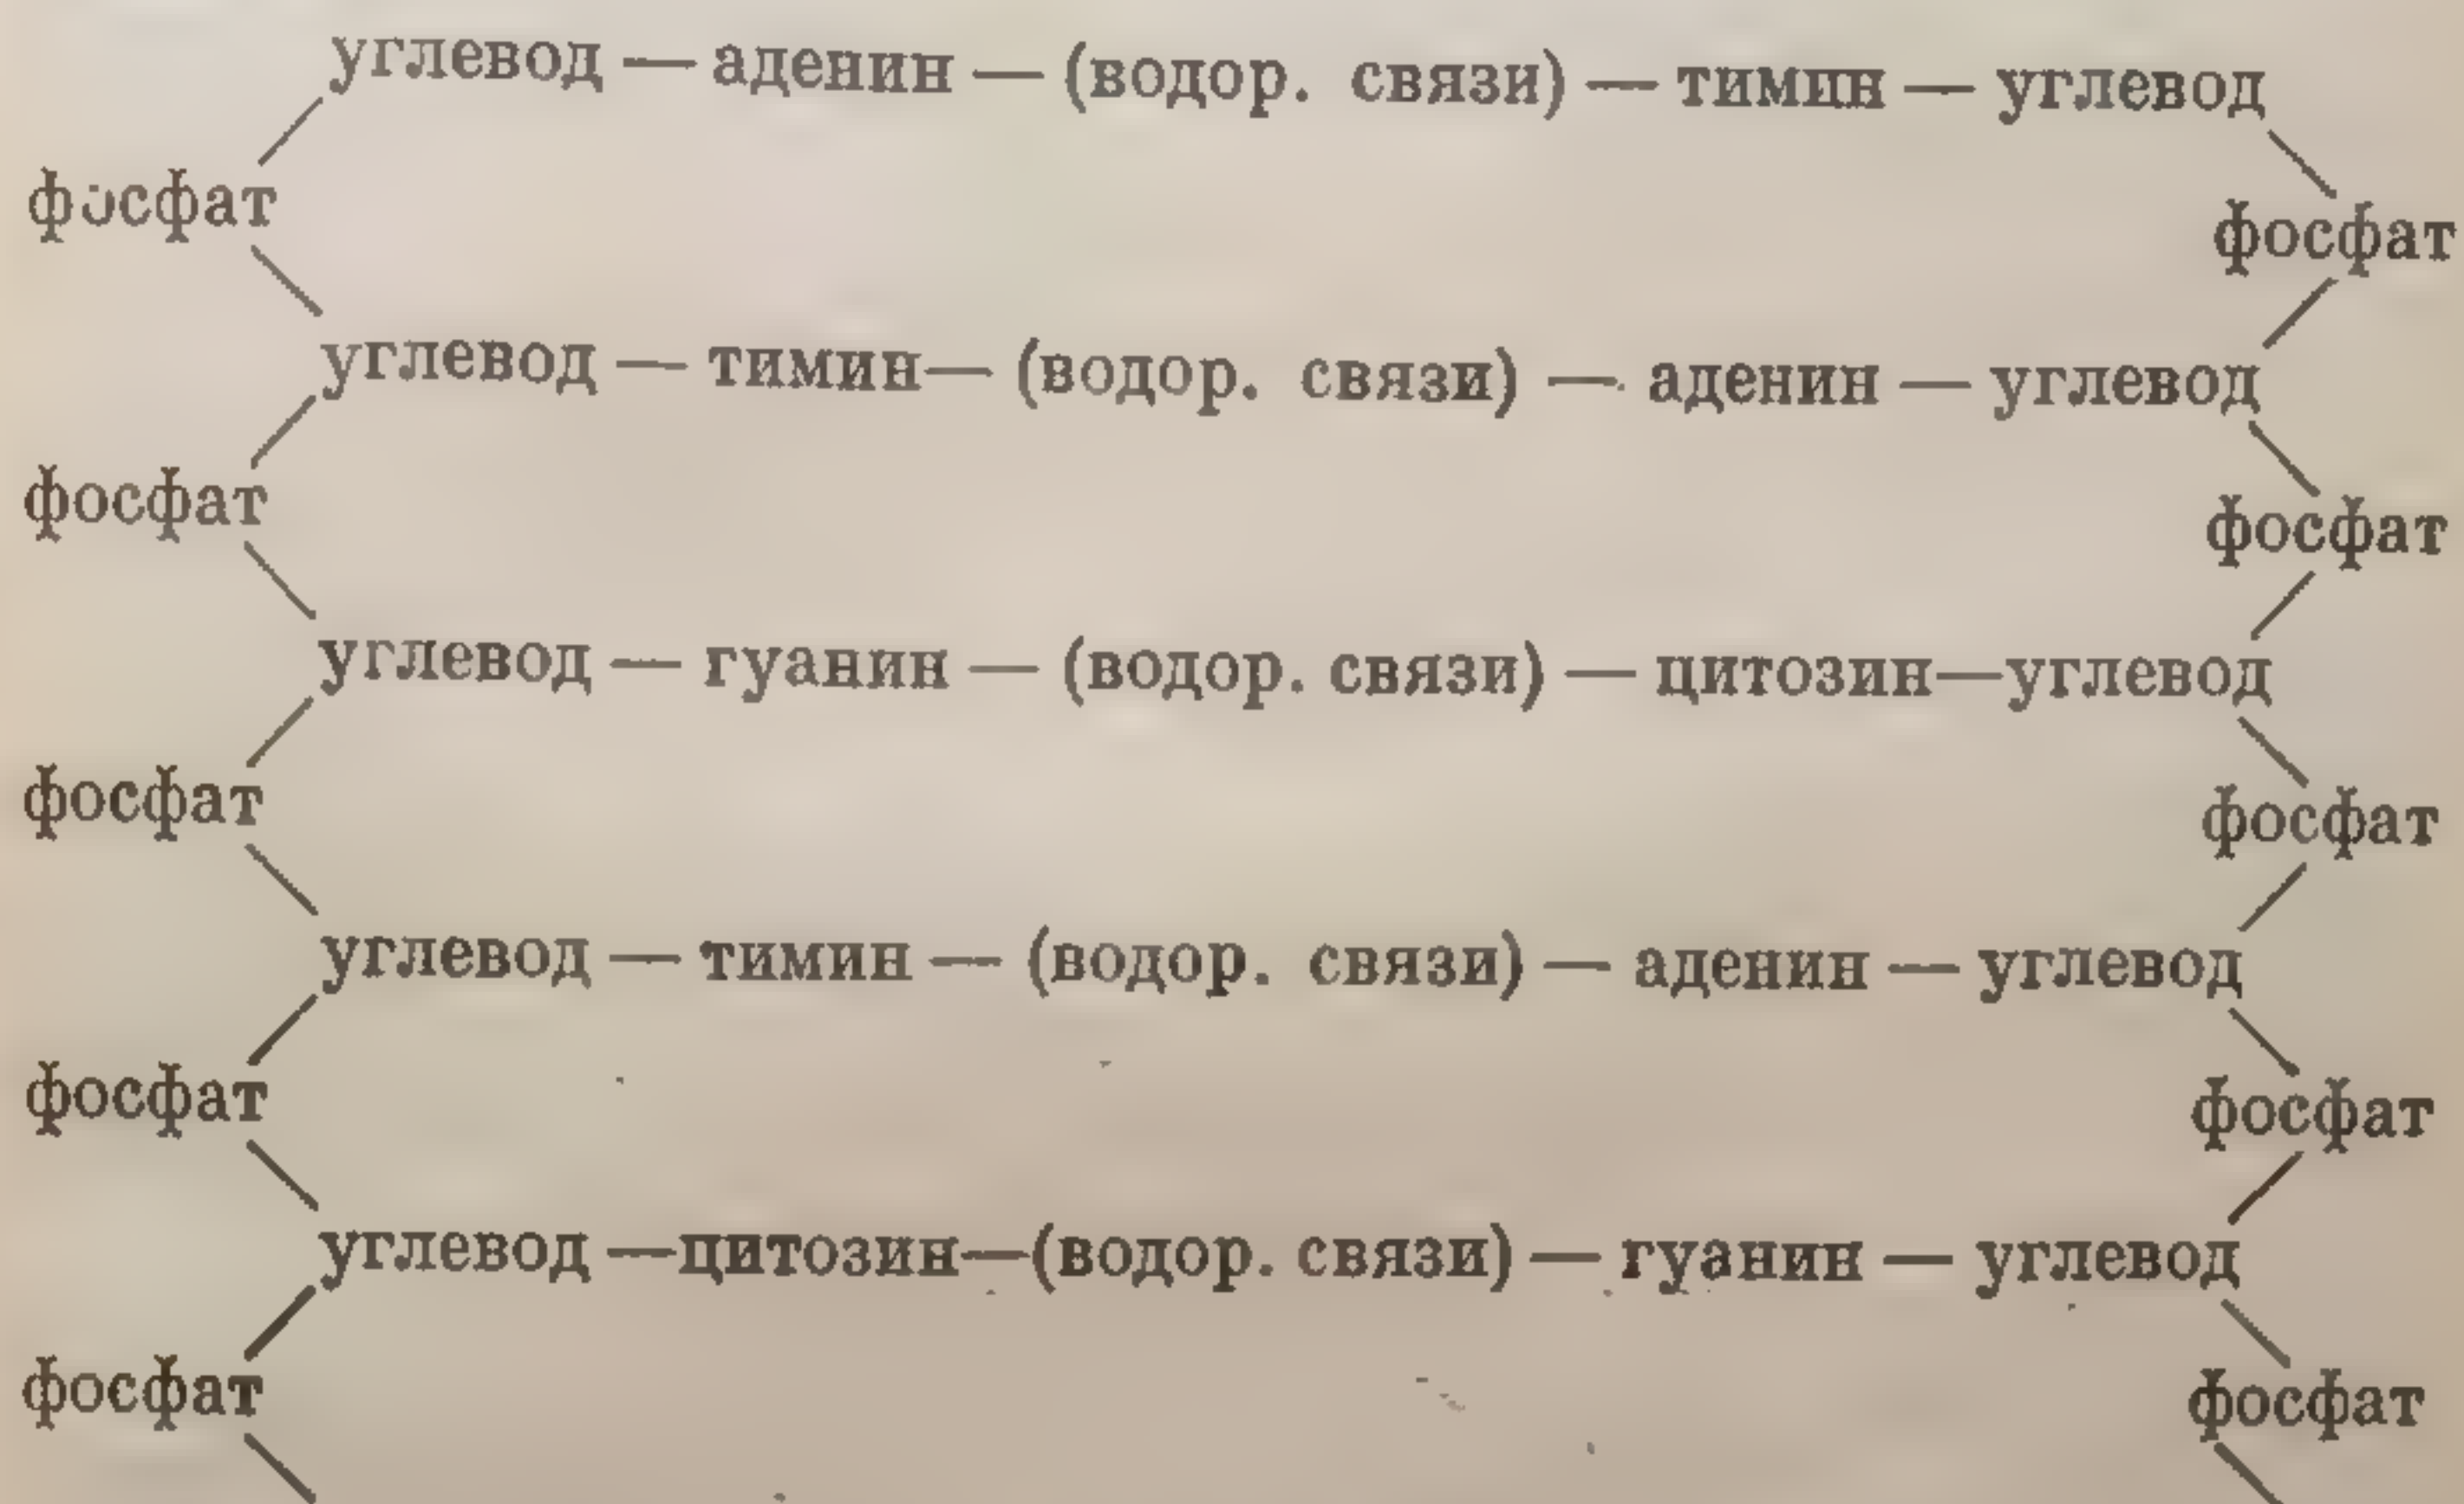 углевод — аденин — (водор. связи) — тимин — углевод
фосфат фосфат
углевод — тимин — (водор. связи) — аденин — углевод
фосфат фосфат
углевод — гуанин — (водор. связи) — цитозин — углевод
фосфат фосфат
углевод — тимин — (водор. связи) — аденин — углевод
фосфат фосфат
углевод — цитозин — (водор. связи) — гуанин — углевод
фосфат фосфат